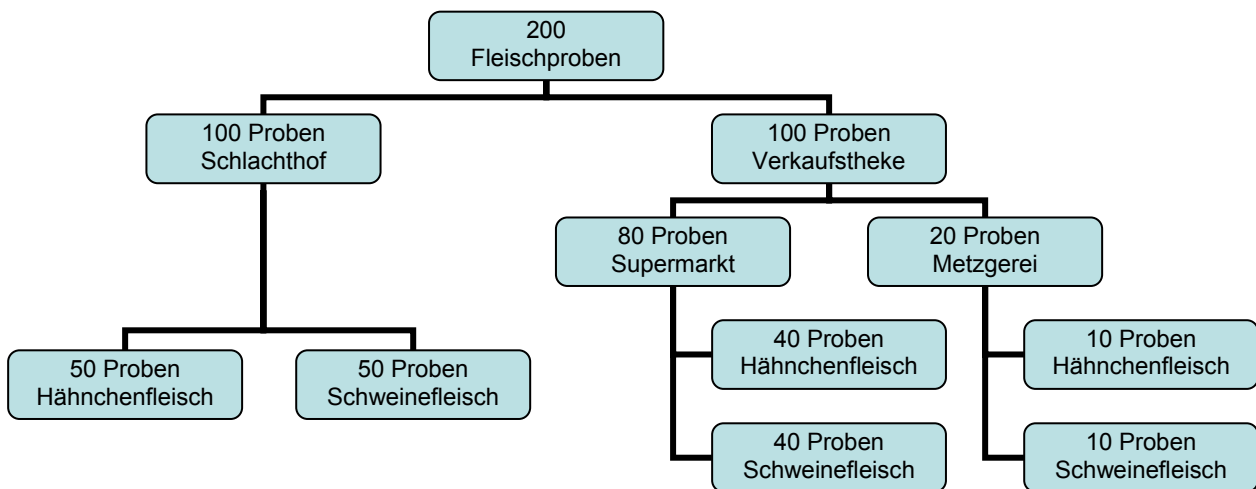 200
Fleischproben
100 Proben
Schlachthof
100 Proben
Verkaufstheke
80 Proben
Supermarkt
20 Proben
Metzgerei
50 Proben
Hähnchenfleisch
50 Proben
Schweinefleisch
40 Proben
Hähnchenfleisch
10 Proben
Hähnchenfleisch
40 Proben
Schweinefleisch
10 Proben
Schweinefleisch